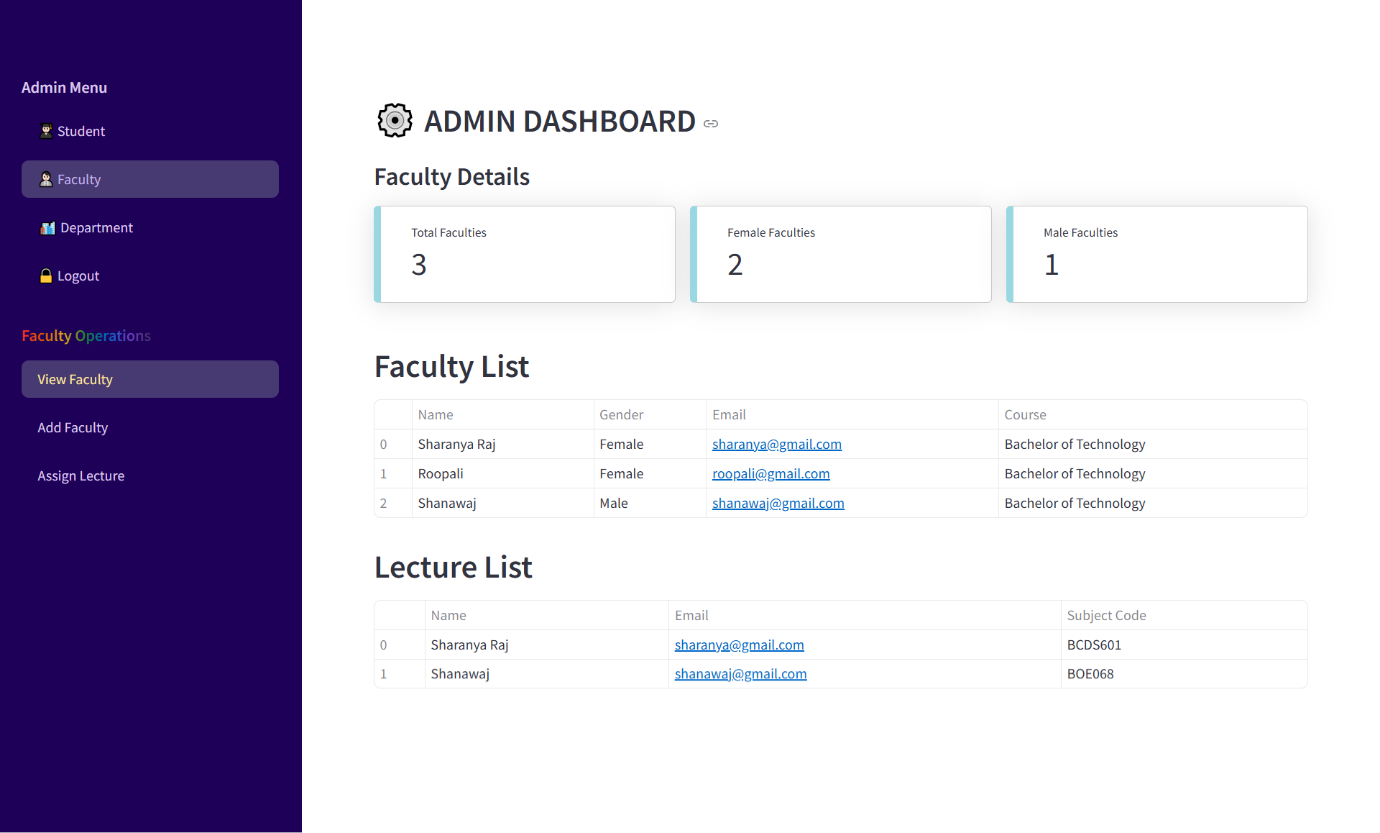 Admin Menu
Student
Faculty
Department
Logout
Faculty Operations
View Faculty
Add Faculty
Assign Lecture
ADMIN DASHBOARD
Faculty Details
Total Faculties
3
Female Faculties
2
Male Faculties
1
Faculty List
Name Gender Email Course
0 Sharanya Raj Female sharanya@gmail.com Bachelor of Technology
1 Roopali Female roopali@gmail.com Bachelor of Technology
2 Shanawaj Male shanawaj@gmail.com Bachelor of Technology
Lecture List
Name Email Subject Code
0 Sharanya Raj sharanya@gmail.com BCDS601
1 Shanawaj shanawaj@gmail.com BOE068